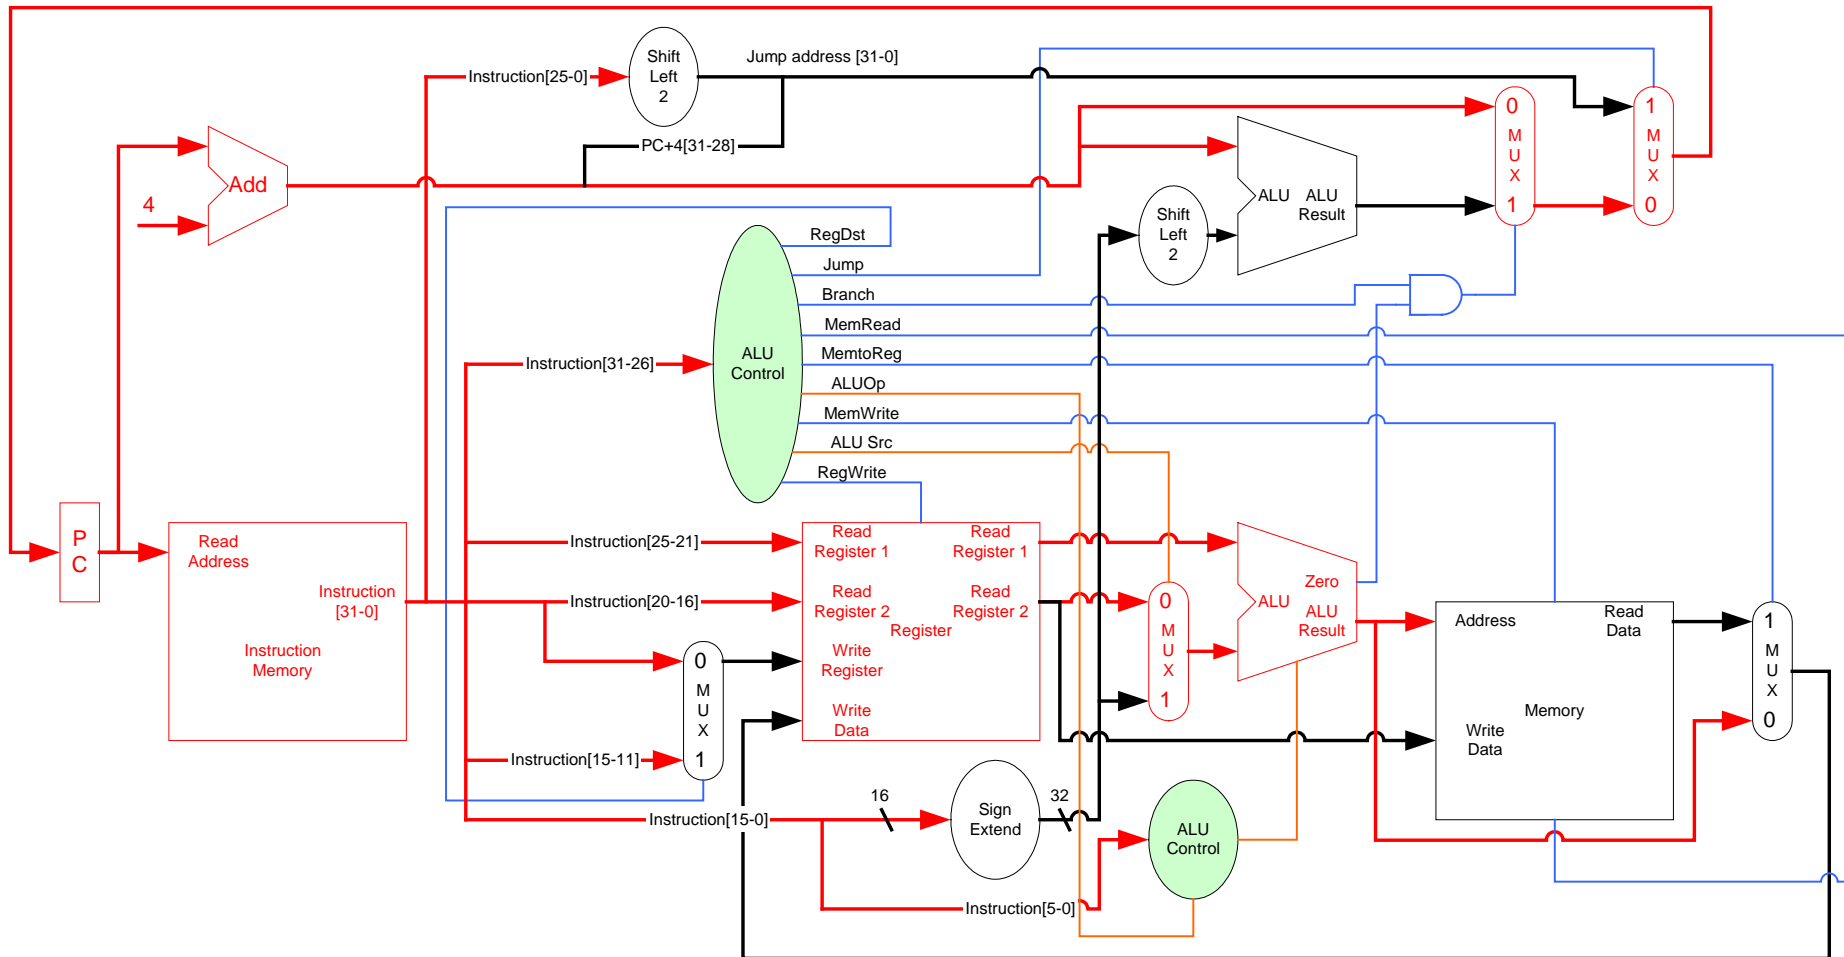 Shift
Left
2
Jump address [31-0]
Instruction[25-0]
PC+4[31-28]
0
M
U
X
1
1
M
U
X
0
Add
4
ALU
ALU
Result
Shift
Left
2
RegDst
Jump
Branch
MemRead
MemtoReg
ALUOp
MemWrite
ALU Src
RegWrite
ALU
Control
Instruction[31-26]
P
C
Read
Address
Instruction
[31-0]
Instruction
Memory
Instruction[25-21]
Instruction[20-16]
Instruction[15-11]
Instruction[15-0]
Instruction[5-0]
0
M
U
X
1
Read
Register 1
Read
Register 1
Read
Register 2
Read
Register 2
Register
Write
Register
Write
Data
0
M
U
X
1
Zero
ALU
ALU
Result
Address
Read
Data
Memory
Write
Data
1
M
U
X
0
16
Sign
Extend
32
ALU
Control